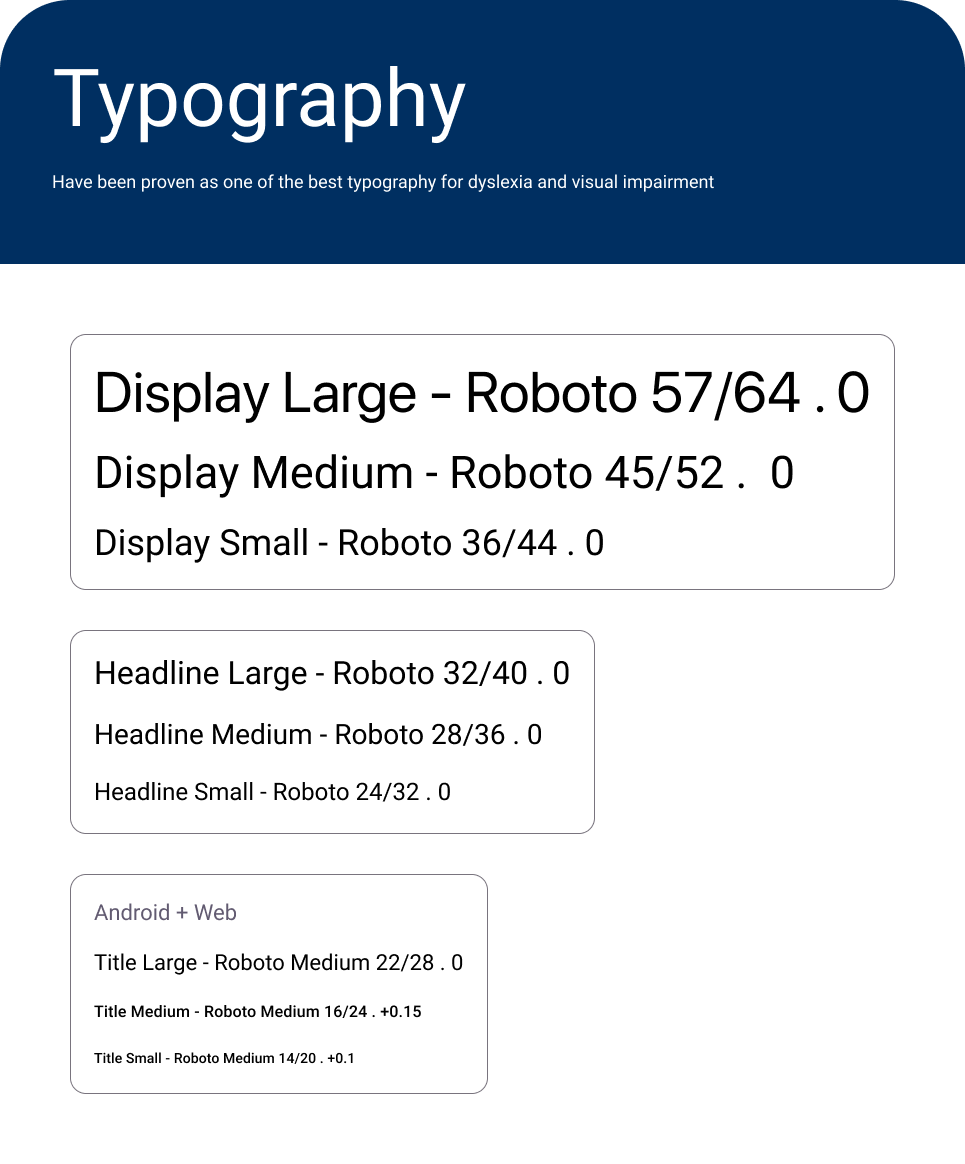 Typography
Have been proven as one of the best typography for dyslexia and visual impairment
Display Large - Roboto 57/64 . 0
Display Medium - Roboto 45/52 .  0
Display Small - Roboto 36/44 . 0
Headline Large - Roboto 32/40 . 0
Headline Medium - Roboto 28/36 . 0
Headline Small - Roboto 24/32 . 0
Android + Web
Title Large - Roboto Medium 22/28 . 0
Title Medium - Roboto Medium 16/24 . +0.15
Title Small - Roboto Medium 14/20 . +0.1